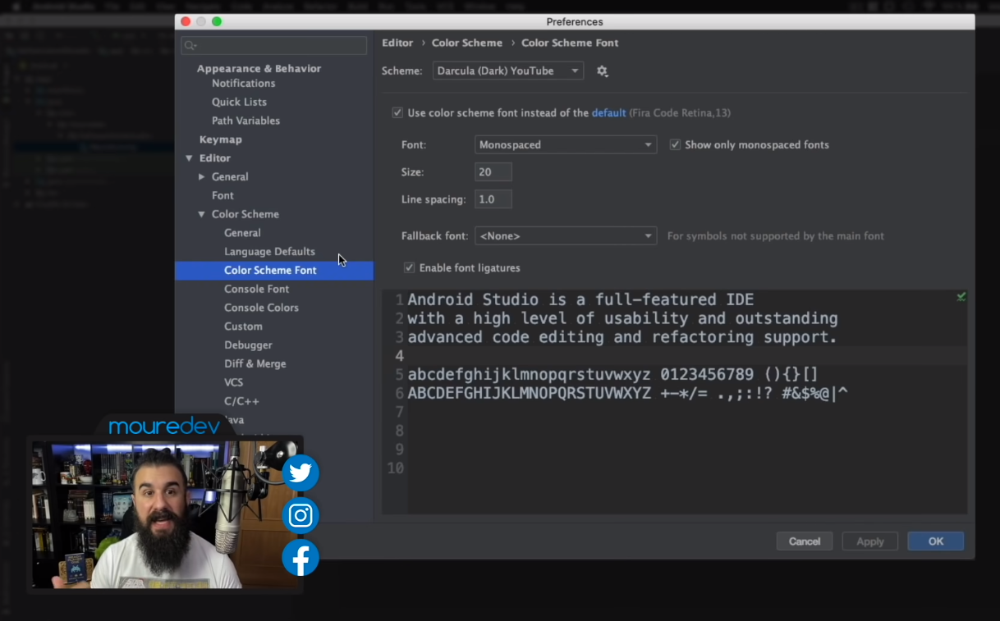 Preferences
Editor › Color Scheme › Color Scheme Font
Scheme: Darcula (Dark) YouTube
Use color scheme font instead of the default (Fira Code Retina,13)
Font: Monospaced
Show only monospaced fonts
Size: 20
Line spacing: 1.0
Fallback font: <None> For symbols not supported by the main font
Enable font ligatures
Appearance & Behavior
Notifications
Quick Lists
Path Variables
Keymap
Editor
General
Font
Color Scheme
General
Language Defaults
Color Scheme Font
Console Font
Console Colors
Custom
Debugger
Diff & Merge
VCS
C/C++
1 Android Studio is a full-featured IDE
2 with a high level of usability and outstanding
3 advanced code editing and refactoring support.
4
5 abcdefghijklmnopqrstuvwxyz 0123456789 (){}[]
6 ABCDEFGHIJKLMNOPQRSTUVWXYZ +-*/= .,;:!? #&$%@|^
7
8
9
10
Cancel
Apply
OK
mouredev